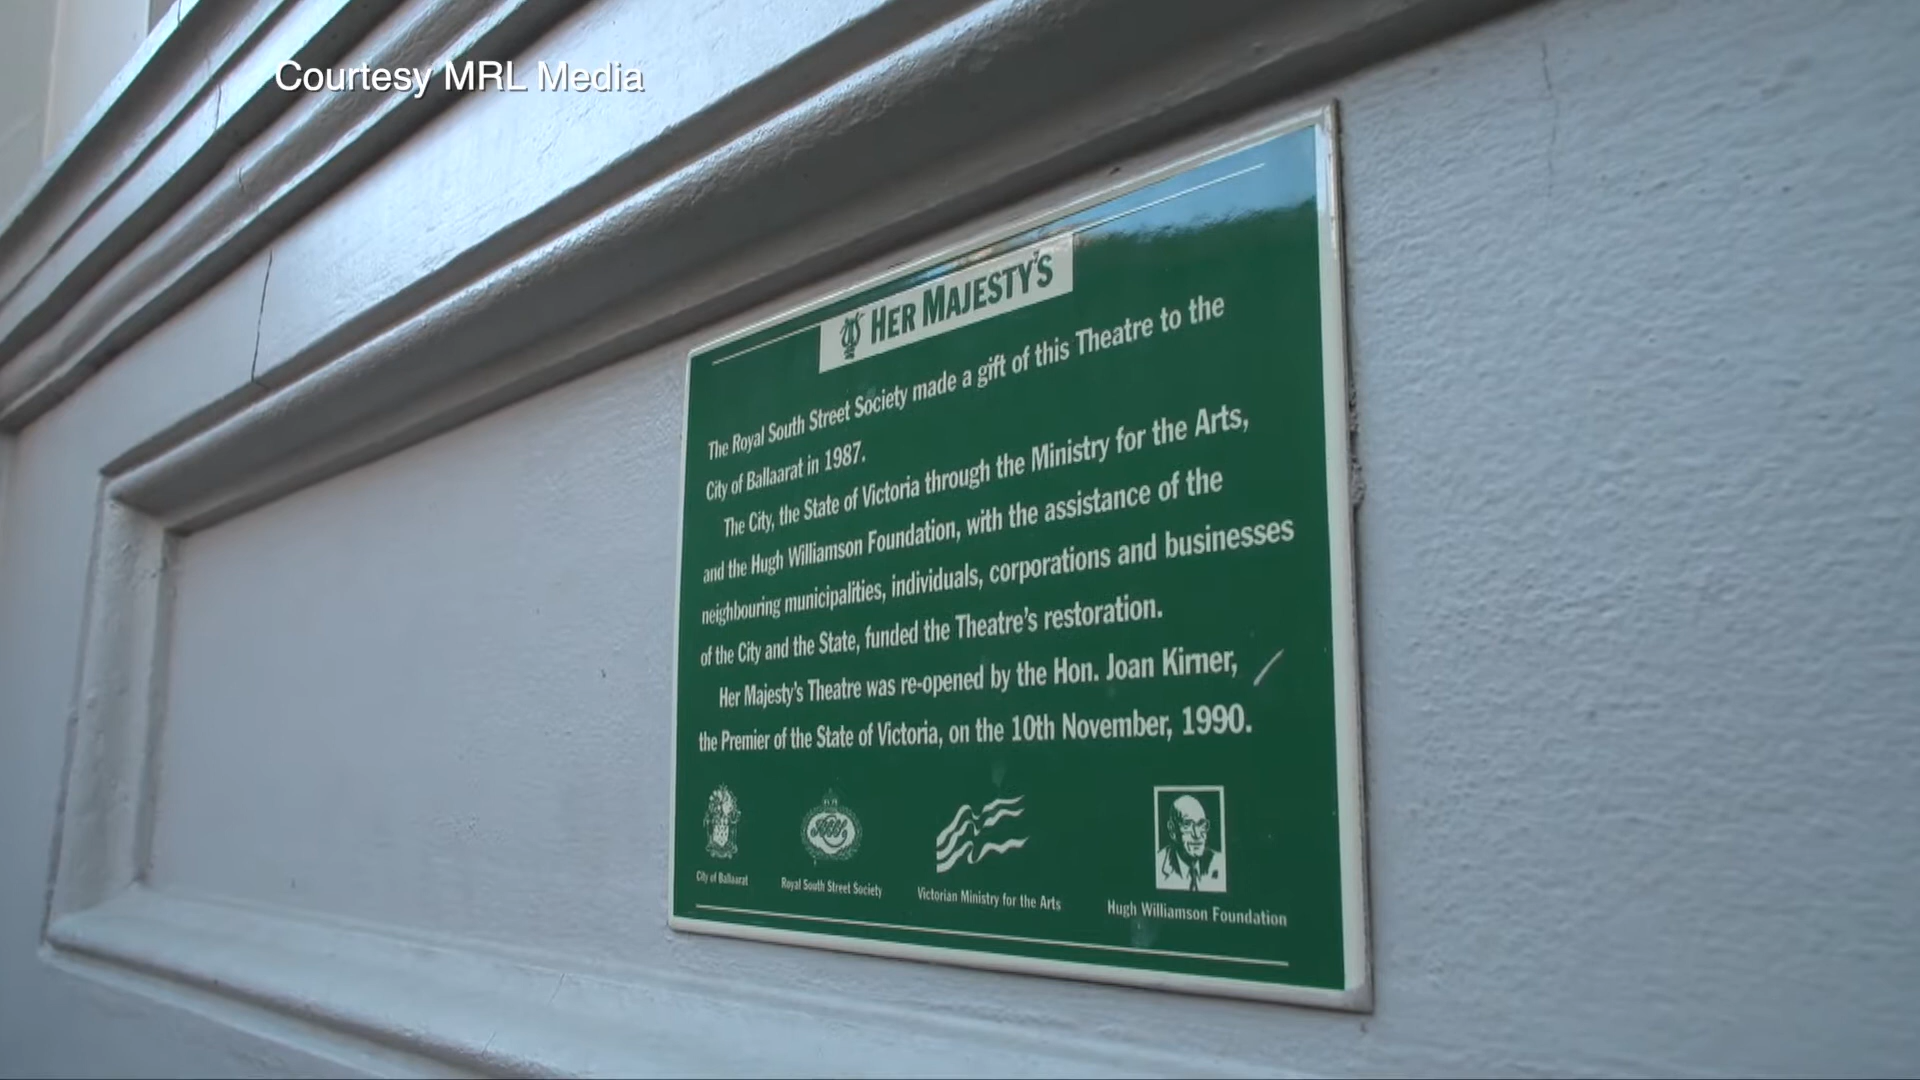 Courtesy MRL Media
HER MAJESTY'S
The Royal South Street Society made a gift of this Theatre to the
City of Ballaarat in 1987.
The City, the State of Victoria through the Ministry for the Arts,
and the Hugh Williamson Foundation, with the assistance of the
neighbouring municipalities, individuals, corporations and businesses
of the City and the State, funded the Theatre's restoration.
Her Majesty's Theatre was re-opened by the Hon. Joan Kirner,
the Premier of the State of Victoria, on the 10th November, 1990.
City of Ballaarat
Royal South Street Society
Victorian Ministry for the Arts
Hugh Williamson Foundation